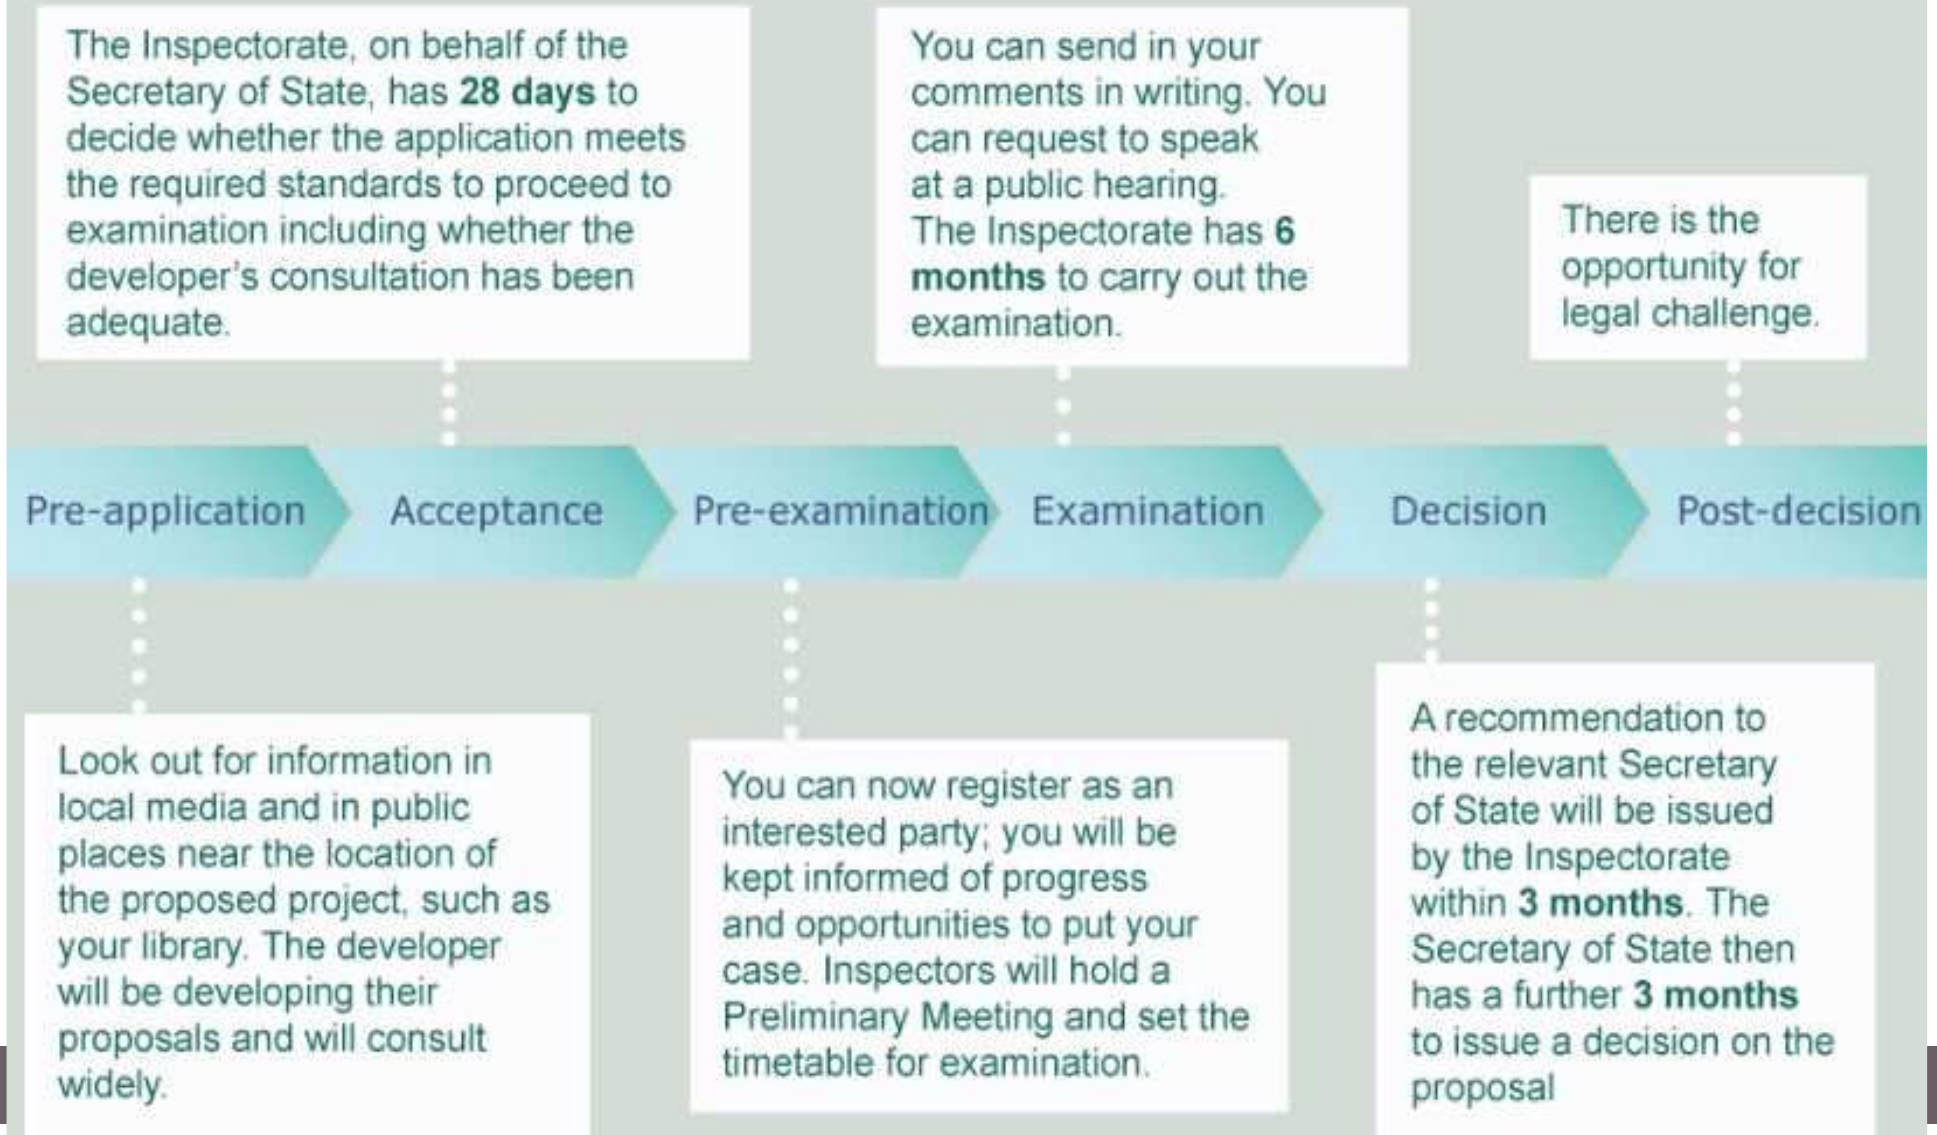 The Inspectorate, on behalf of the
Secretary of State, has 28 days to
decide whether the application meets
the required standards to proceed to
examination including whether the
developer's consultation has been
adequate.
You can send in your
comments in writing. You
can request to speak
at a public hearing.
The Inspectorate has 6
months to carry out the
examination.
There is the
opportunity for
legal challenge.
Pre-application
Acceptance
Pre-examination
Examination
Decision
Post-decision
Look out for information in
local media and in public
places near the location of
the proposed project, such as
your library. The developer
will be developing their
proposals and will consult
widely.
You can now register as an
interested party; you will be
kept informed of progress
and opportunities to put your
case. Inspectors will hold a
Preliminary Meeting and set the
timetable for examination.
A recommendation to
the relevant Secretary
of State will be issued
by the Inspectorate
within 3 months. The
Secretary of State then
has a further 3 months
to issue a decision on the
proposal